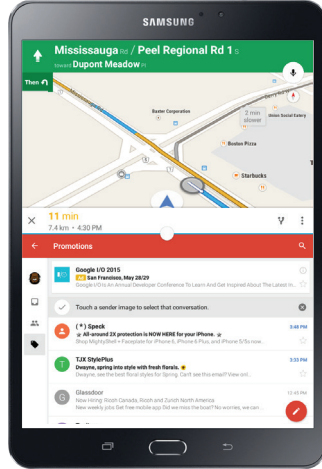 SAMSUNG
Mississauga Rd / Peel Regional Rd 1 S
toward Dupont Meadow Pl
Then
Mississauga Rd
Baxter Corporation
2 min
slower
Union Social Eatery
Boston Pizza
Starbucks
11 min
7.4 km • 4:30 PM
Promotions
Google I/O 2015
Ad San Francisco, May 28/29
Google I/O Is An Annual Developer Conference To Learn And Get Inspired About The Latest In...
Touch a sender image to select that conversation.
( * ) Speck
3:48 PM
All-around 2X protection is NOW HERE for your iPhone.
Shop MightyShell + Faceplate for iPhone 6, iPhone 6 Plus, and iPhone 5/5s now...
T
TJX StylePlus
3:33 PM
Dwayne, spring into style with fresh florals.
Dwayne, see the best floral styles for Spring. Can't see this email? View onl...
G
Glassdoor
12:45 PM
Now Hiring: Ricoh Canada, Ricoh and Zurich North America
New weekly jobs Get free mobile app Did we miss the boat? No worries, we can...